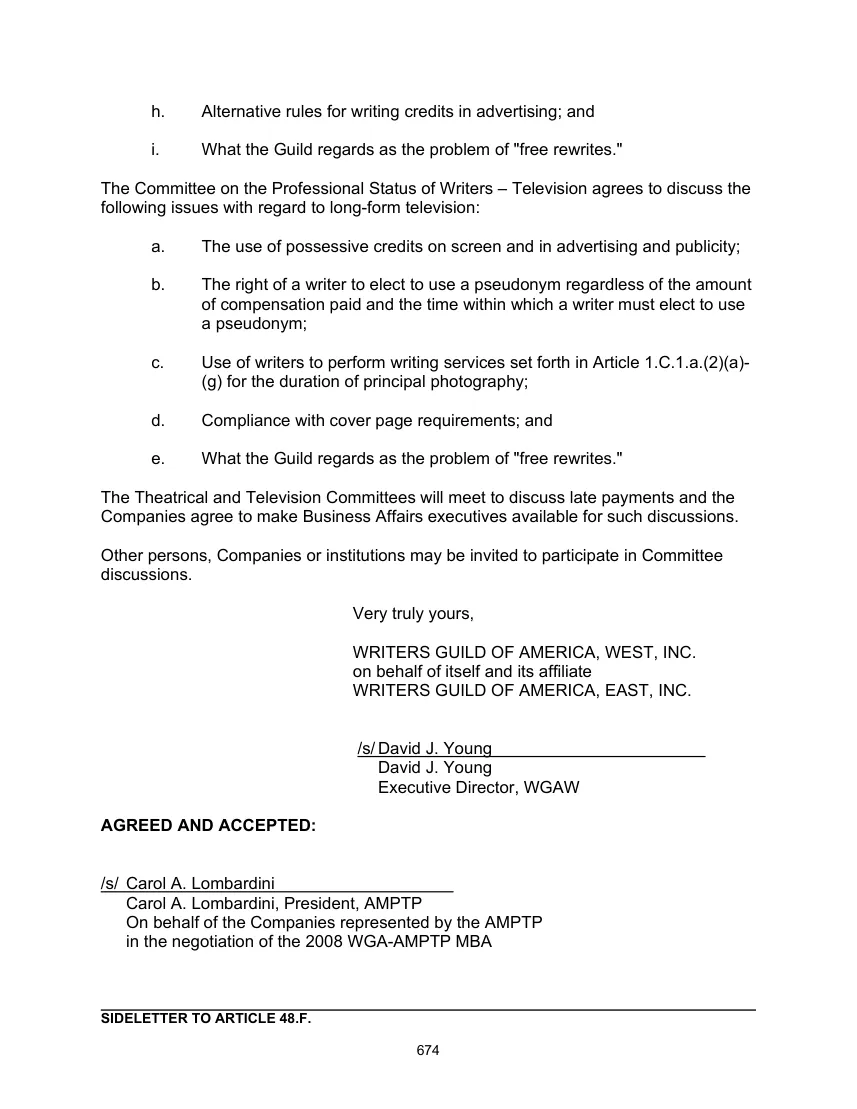 h. Alternative rules for writing credits in advertising; and
i. What the Guild regards as the problem of "free rewrites."
The Committee on the Professional Status of Writers – Television agrees to discuss the
following issues with regard to long-form television:
a. The use of possessive credits on screen and in advertising and publicity;
b. The right of a writer to elect to use a pseudonym regardless of the amount
of compensation paid and the time within which a writer must elect to use
a pseudonym;
c. Use of writers to perform writing services set forth in Article 1.C.1.a.(2)(a)-
(g) for the duration of principal photography;
d. Compliance with cover page requirements; and
e. What the Guild regards as the problem of "free rewrites."
The Theatrical and Television Committees will meet to discuss late payments and the
Companies agree to make Business Affairs executives available for such discussions.
Other persons, Companies or institutions may be invited to participate in Committee
discussions.
Very truly yours,
WRITERS GUILD OF AMERICA, WEST, INC.
on behalf of itself and its affiliate
WRITERS GUILD OF AMERICA, EAST, INC.
/s/ David J. Young
David J. Young
Executive Director, WGAW
AGREED AND ACCEPTED:
/s/ Carol A. Lombardini
Carol A. Lombardini, President, AMPTP
On behalf of the Companies represented by the AMPTP
in the negotiation of the 2008 WGA-AMPTP MBA
SIDELETTER TO ARTICLE 48.F.
674